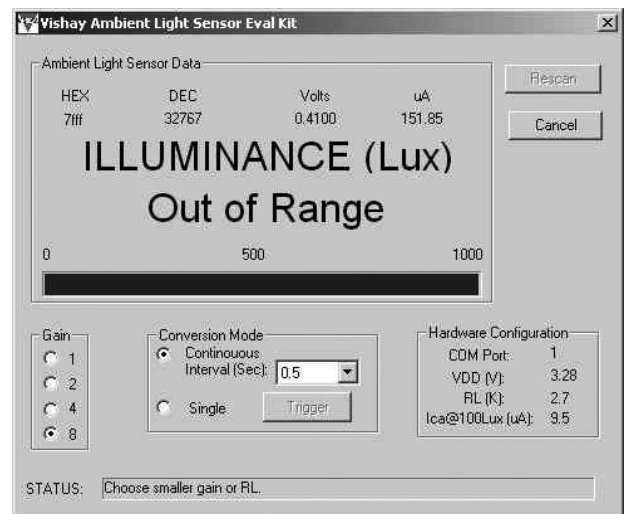 Vishay Ambient Light Sensor Eval Kit
Ambient Light Sensor Data
HEX DEC Volts uA
7fff 32767 0.4100 151.85
ILLUMINANCE (Lux)
Out of Range
0 500 1000
Rescan
Cancel
Gain
1
2
4
8
Conversion Mode
Continouous
Interval (Sec): 0.5
Single Trigger
Hardware Configuration
COM Port: 1
VDD (V): 3.28
RL (K): 2.7
Ica@100Lux (uA): 9.5
STATUS: Choose smaller gain or RL.